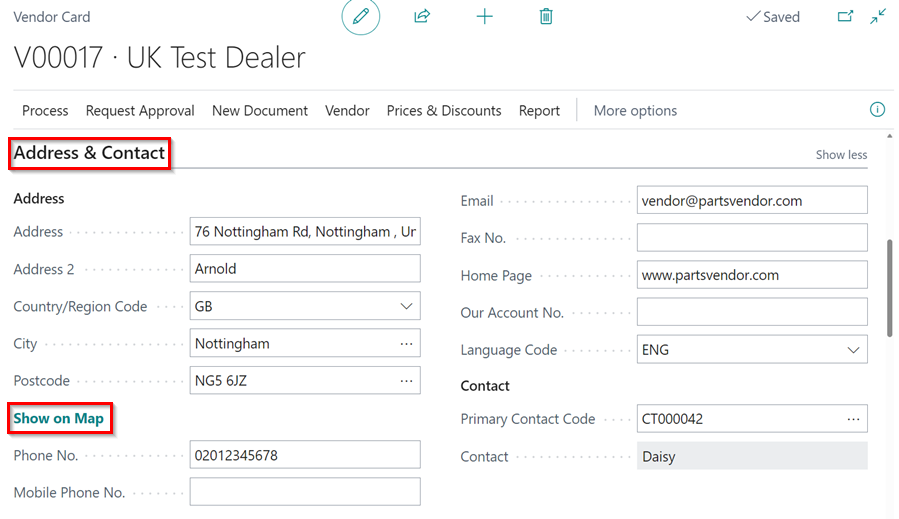 Vendor Card
Saved
V00017 · UK Test Dealer
Process Request Approval New Document Vendor Prices & Discounts Report More options
Address & Contact
Show less
Address
Address 76 Nottingham Rd, Nottingham , Ur
Address 2 Arnold
Country/Region Code GB
City Nottingham
Postcode NG5 6JZ
Show on Map
Phone No. 02012345678
Mobile Phone No.
Email vendor@partsvendor.com
Fax No.
Home Page www.partsvendor.com
Our Account No.
Language Code ENG
Contact
Primary Contact Code CT000042
Contact Daisy